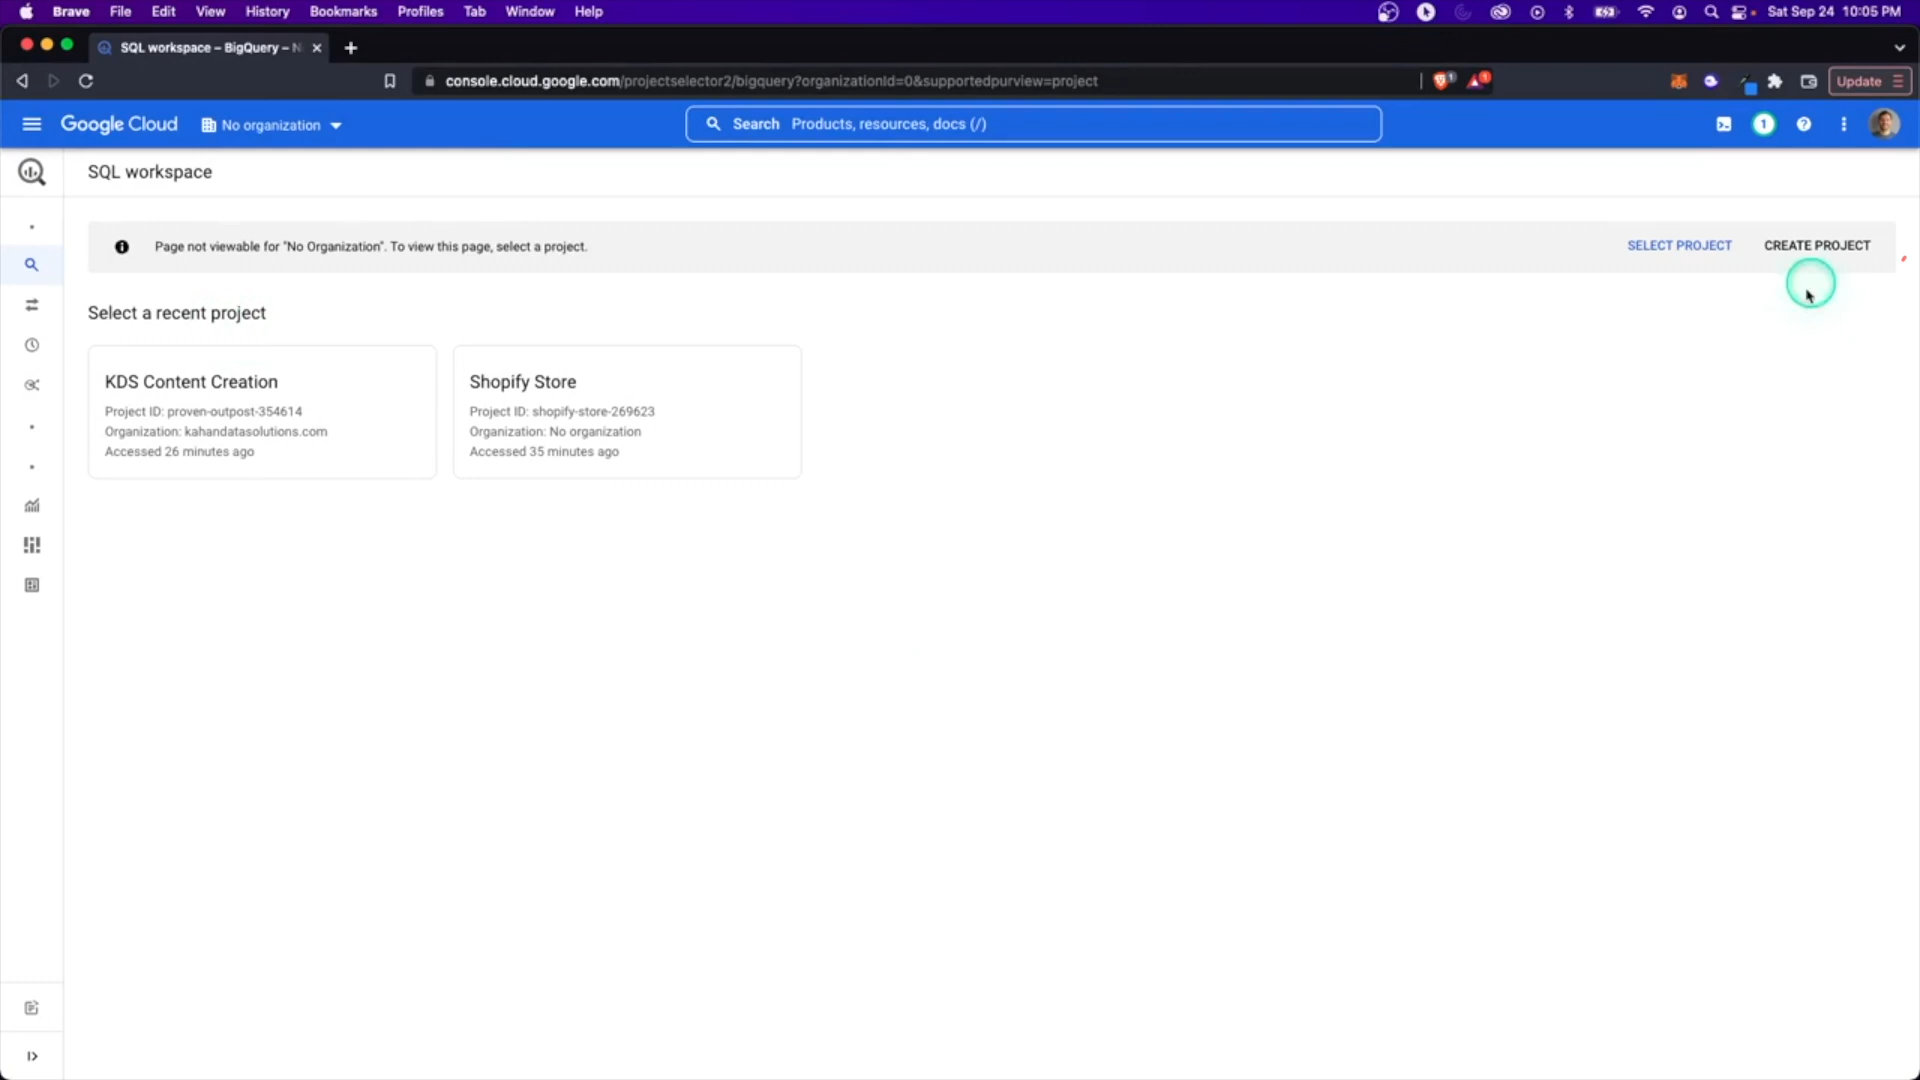 Brave File Edit View History Bookmarks Profiles Tab Window Help Sat Sep 24 10:05 PM
SQL workspace – BigQuery – N
console.cloud.google.com/projectselector2/bigquery?organizationId=0&supportedpurview=project
Update
Google Cloud No organization Search Products, resources, docs (/) 1
SQL workspace
Page not viewable for "No Organization". To view this page, select a project. SELECT PROJECT CREATE PROJECT
Select a recent project
KDS Content Creation
Project ID: proven-outpost-354614
Organization: kahandatasolutions.com
Accessed 26 minutes ago
Shopify Store
Project ID: shopify-store-269623
Organization: No organization
Accessed 35 minutes ago